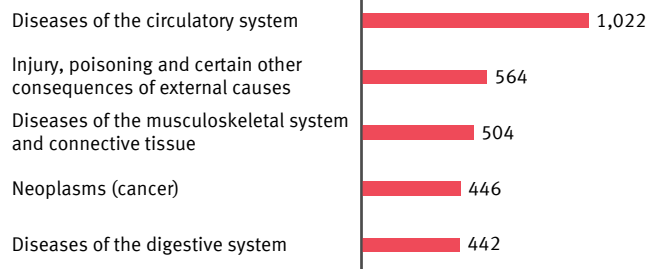 Diseases of the circulatory system 1,022
Injury, poisoning and certain other
consequences of external causes 564
Diseases of the musculoskeletal system
and connective tissue 504
Neoplasms (cancer) 446
Diseases of the digestive system 442